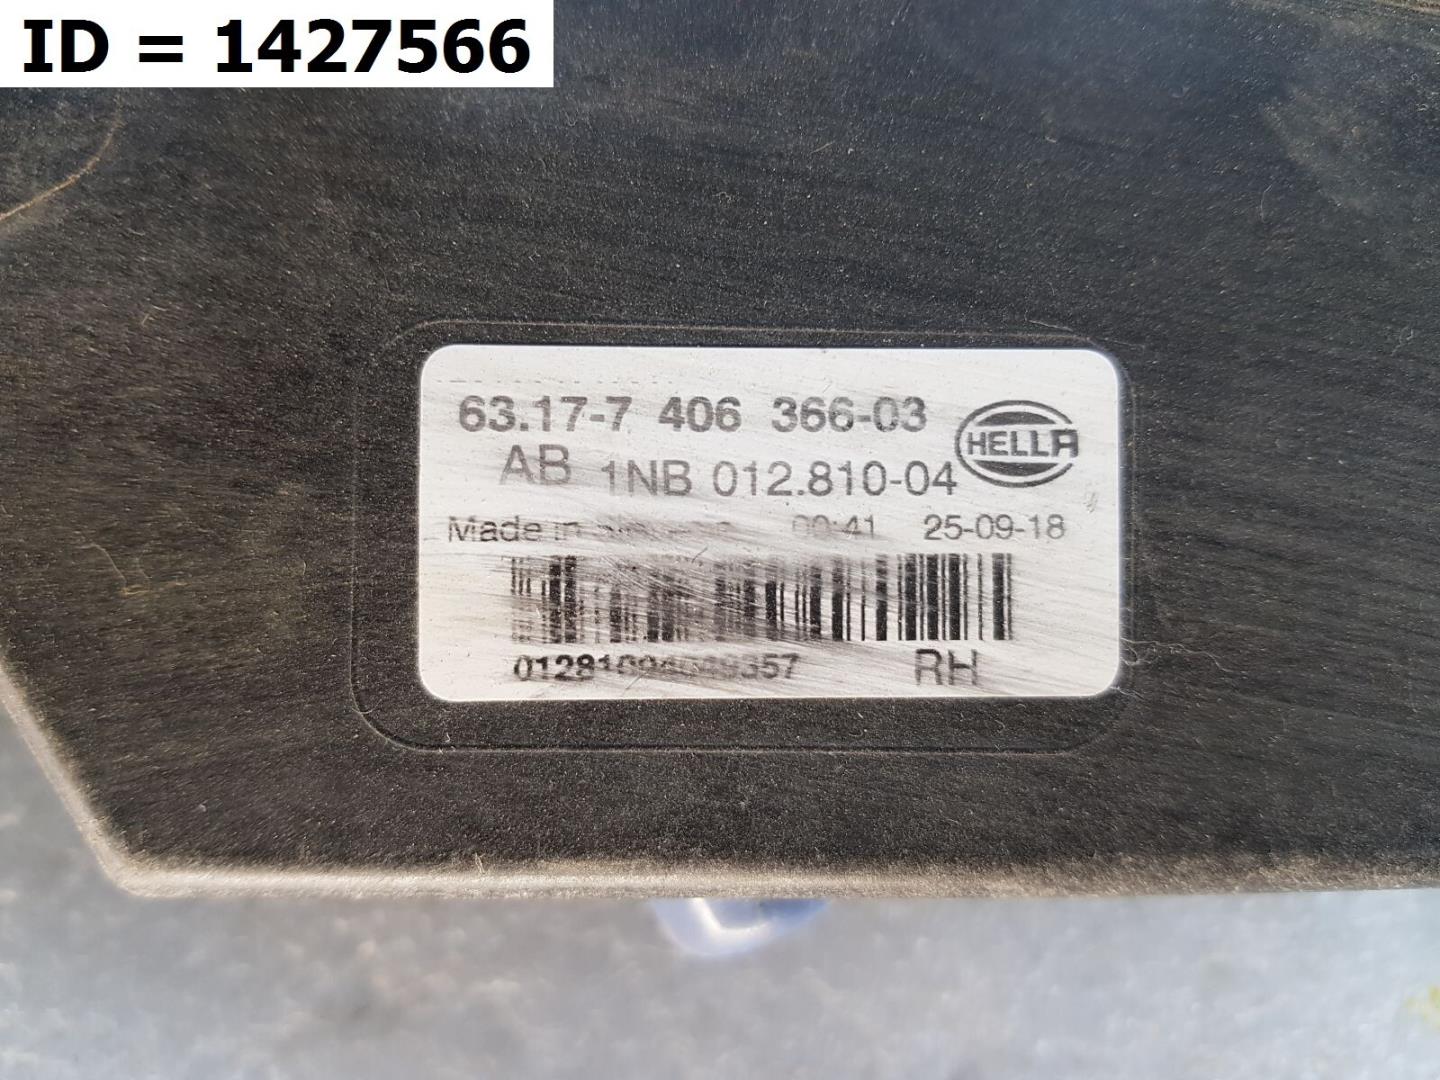 ID = 1427566
63.17-7 406 366-03
HELLA
AB 1NB 012.810-04
Made in 25-09-18
RH